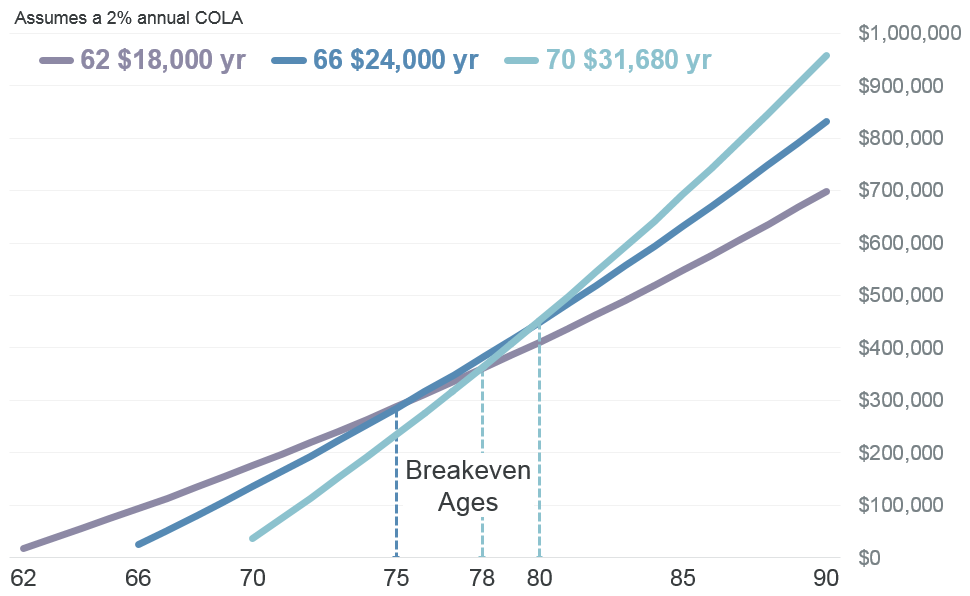 Assumes a 2% annual COLA
62 $18,000 yr 66 $24,000 yr 70 $31,680 yr
$1,000,000
$900,000
$800,000
$700,000
$600,000
$500,000
$400,000
$300,000
$200,000
$100,000
$0
Breakeven
Ages
62 66 70 75 78 80 85 90